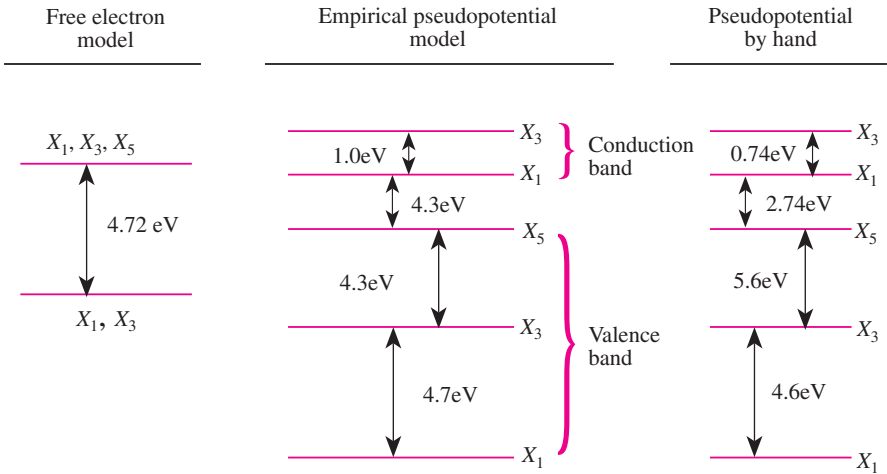 Free electron
model
X1, X3, X5
4.72 eV
X1, X3
Empirical pseudopotential
model
X3
1.0eV
X1
Conduction
band
4.3eV
X5
4.3eV
X3
Valence
band
4.7eV
X1
Pseudopotential
by hand
X3
0.74eV
X1
2.74eV
X5
5.6eV
X3
4.6eV
X1